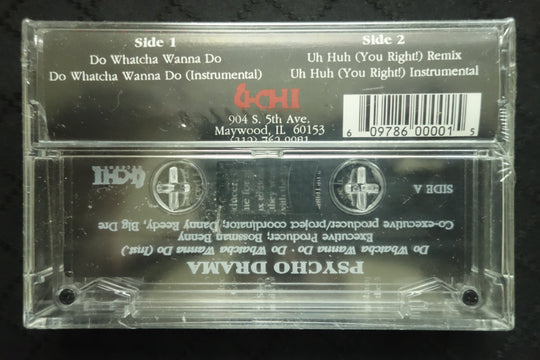 Side 1
Do Whatcha Wanna Do
Do Whatcha Wanna Do (Instrumental)
Side 2
Uh Huh (You Right!) Remix
Uh Huh (You Right!) Instrumental
904 S. 5th Ave.
Maywood, IL 60153
6 09786 00001 5
PSYCHO DRAMA
Do Whatcha Wanna Do · Do Whatcha Wanna Do (Inst.)
Executive Producer, Bossman Benny
Co-executive producer/project coordinator, Danny Reedy, Big Dre
SIDE A